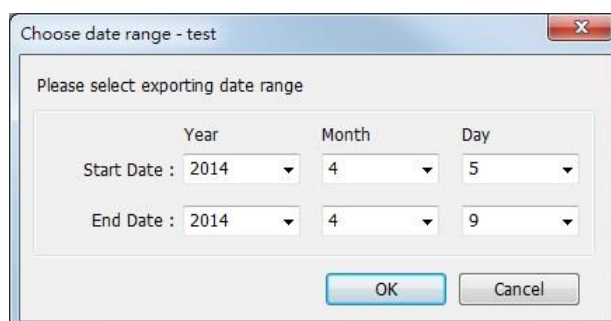 Choose date range - test
Please select exporting date range
Year Month Day
Start Date : 2014 4 5
End Date : 2014 4 9
OK Cancel